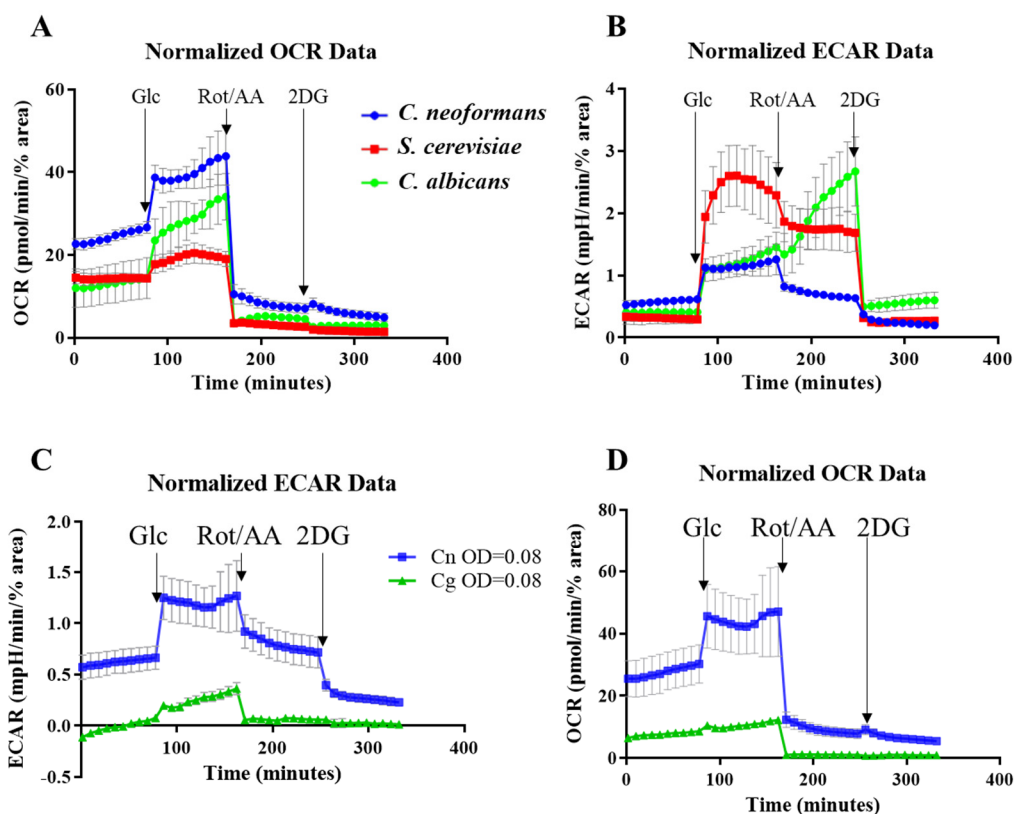 A
Normalized OCR Data
OCR (pmol/min/% area)
60
40
20
0
Glc
Rot/AA
2DG
C. neoformans
S. cerevisiae
C. albicans
0
100
200
300
400
Time (minutes)
B
Normalized ECAR Data
ECAR (mpH/min/% area)
4
3
2
1
0
Glc
Rot/AA
2DG
0
100
200
300
400
Time (minutes)
C
Normalized ECAR Data
ECAR (mpH/min/% area)
2.0
1.5
1.0
0.5
0.0
-0.5
Glc
Rot/AA
2DG
Cn OD=0.08
Cg OD=0.08
100
200
300
400
Time (minutes)
D
Normalized OCR Data
OCR (pmol/min/% area)
80
60
40
20
0
Glc
Rot/AA
2DG
0
100
200
300
400
Time (minutes)